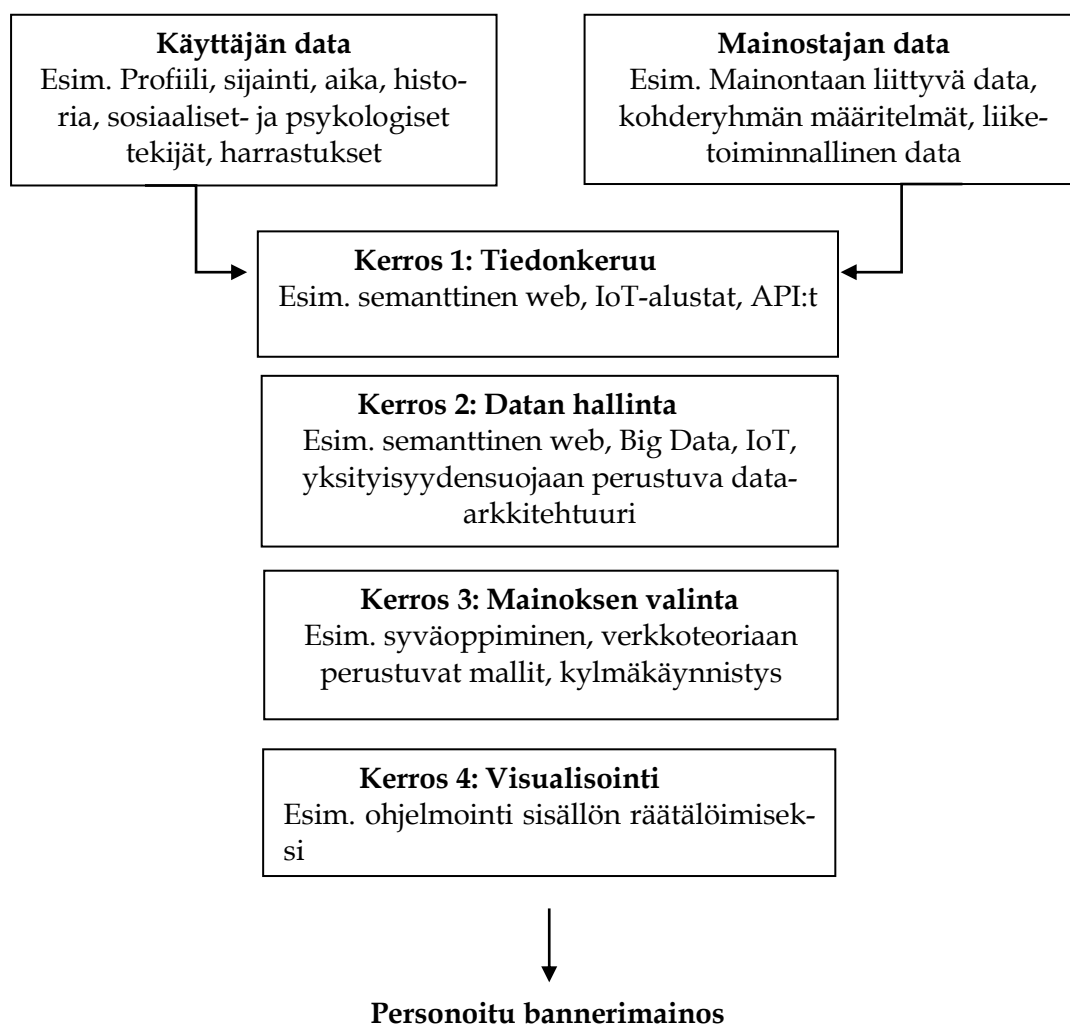 Käyttäjän data
Esim. Profiili, sijainti, aika, histo-
ria, sosiaaliset- ja psykologiset
tekijät, harrastukset
Mainostajan data
Esim. Mainontaan liittyvä data,
kohderyhmän määritelmät, liike-
toiminnallinen data
Kerros 1: Tiedonkeruu
Esim. semanttinen web, IoT-alustat, API:t
Kerros 2: Datan hallinta
Esim. semanttinen web, Big Data, IoT,
yksityisyydensuojaan perustuva data-
arkkitehtuuri
Kerros 3: Mainoksen valinta
Esim. syväoppiminen, verkkoteoriaan
perustuvat mallit, kylmäkäynnistys
Kerros 4: Visualisointi
Esim. ohjelmointi sisällön räätälöimisek-
si
Personoitu bannerimainos